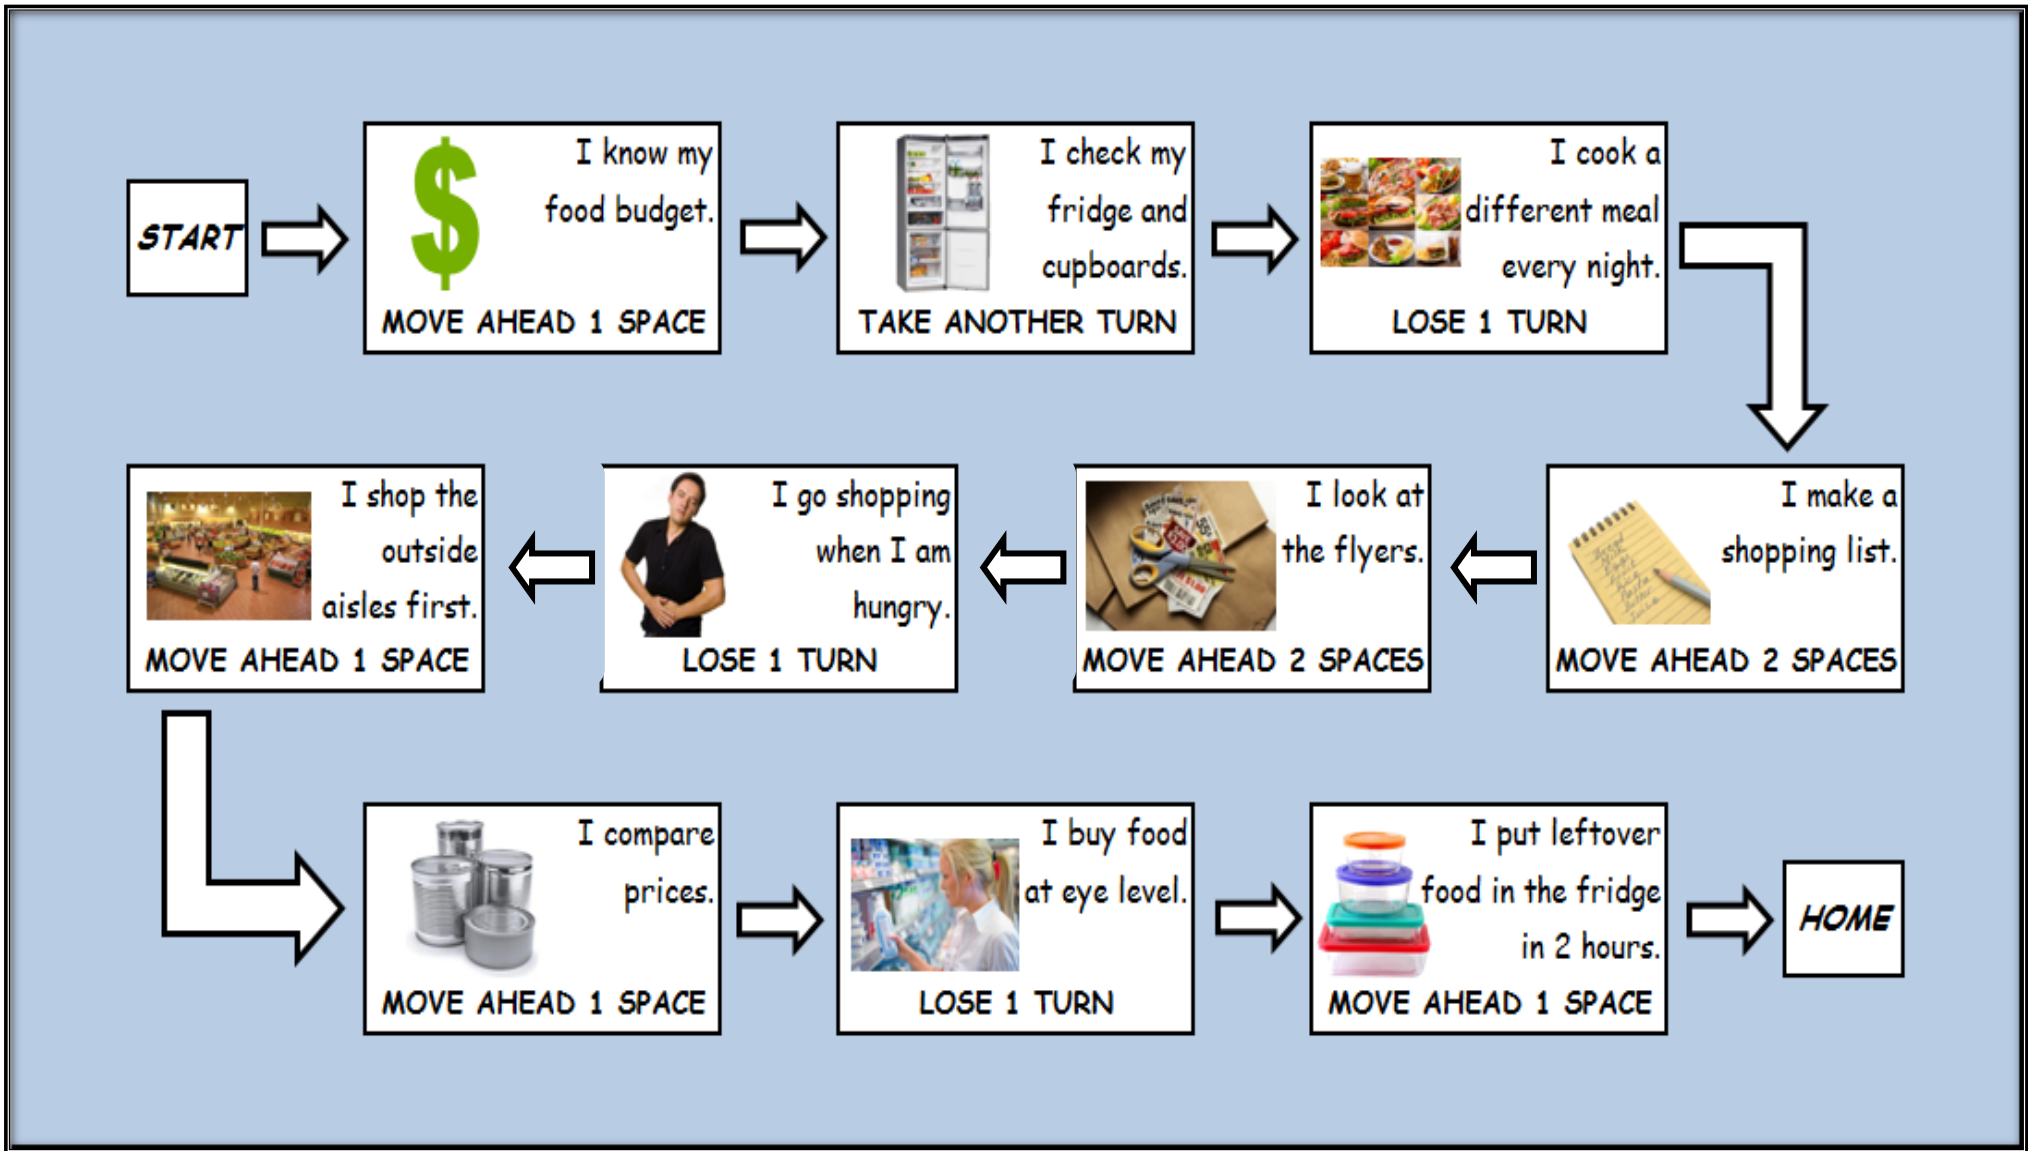 START
I know my
food budget.
MOVE AHEAD 1 SPACE
I check my
fridge and
cupboards.
TAKE ANOTHER TURN
I cook a
different meal
every night.
LOSE 1 TURN
I make a
shopping list.
MOVE AHEAD 2 SPACES
I look at
the flyers.
MOVE AHEAD 2 SPACES
I go shopping
when I am
hungry.
LOSE 1 TURN
I shop the
outside
aisles first.
MOVE AHEAD 1 SPACE
I compare
prices.
MOVE AHEAD 1 SPACE
I buy food
at eye level.
LOSE 1 TURN
I put leftover
food in the fridge
in 2 hours.
MOVE AHEAD 1 SPACE
HOME